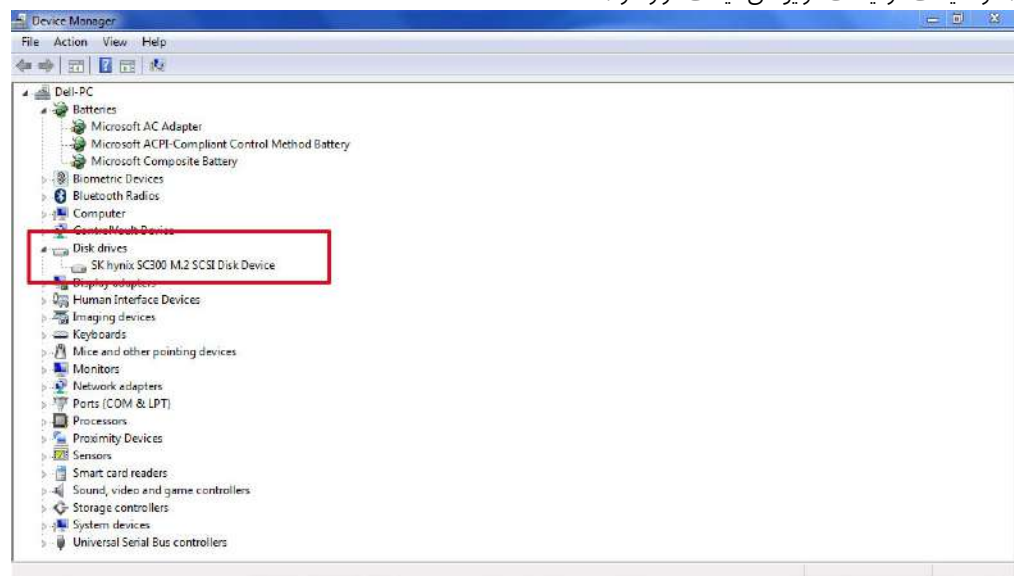 Device Manager
File Action View Help
Dell-PC
Batteries
Microsoft AC Adapter
Microsoft ACPI-Compliant Control Method Battery
Microsoft Composite Battery
Biometric Devices
Bluetooth Radios
Computer
ControlVault Device
Disk drives
SK hynix SC300 M.2 SCSI Disk Device
Display adapters
Human Interface Devices
Imaging devices
Keyboards
Mice and other pointing devices
Monitors
Network adapters
Ports (COM & LPT)
Processors
Proximity Devices
Sensors
Smart card readers
Sound, video and game controllers
Storage controllers
System devices
Universal Serial Bus controllers